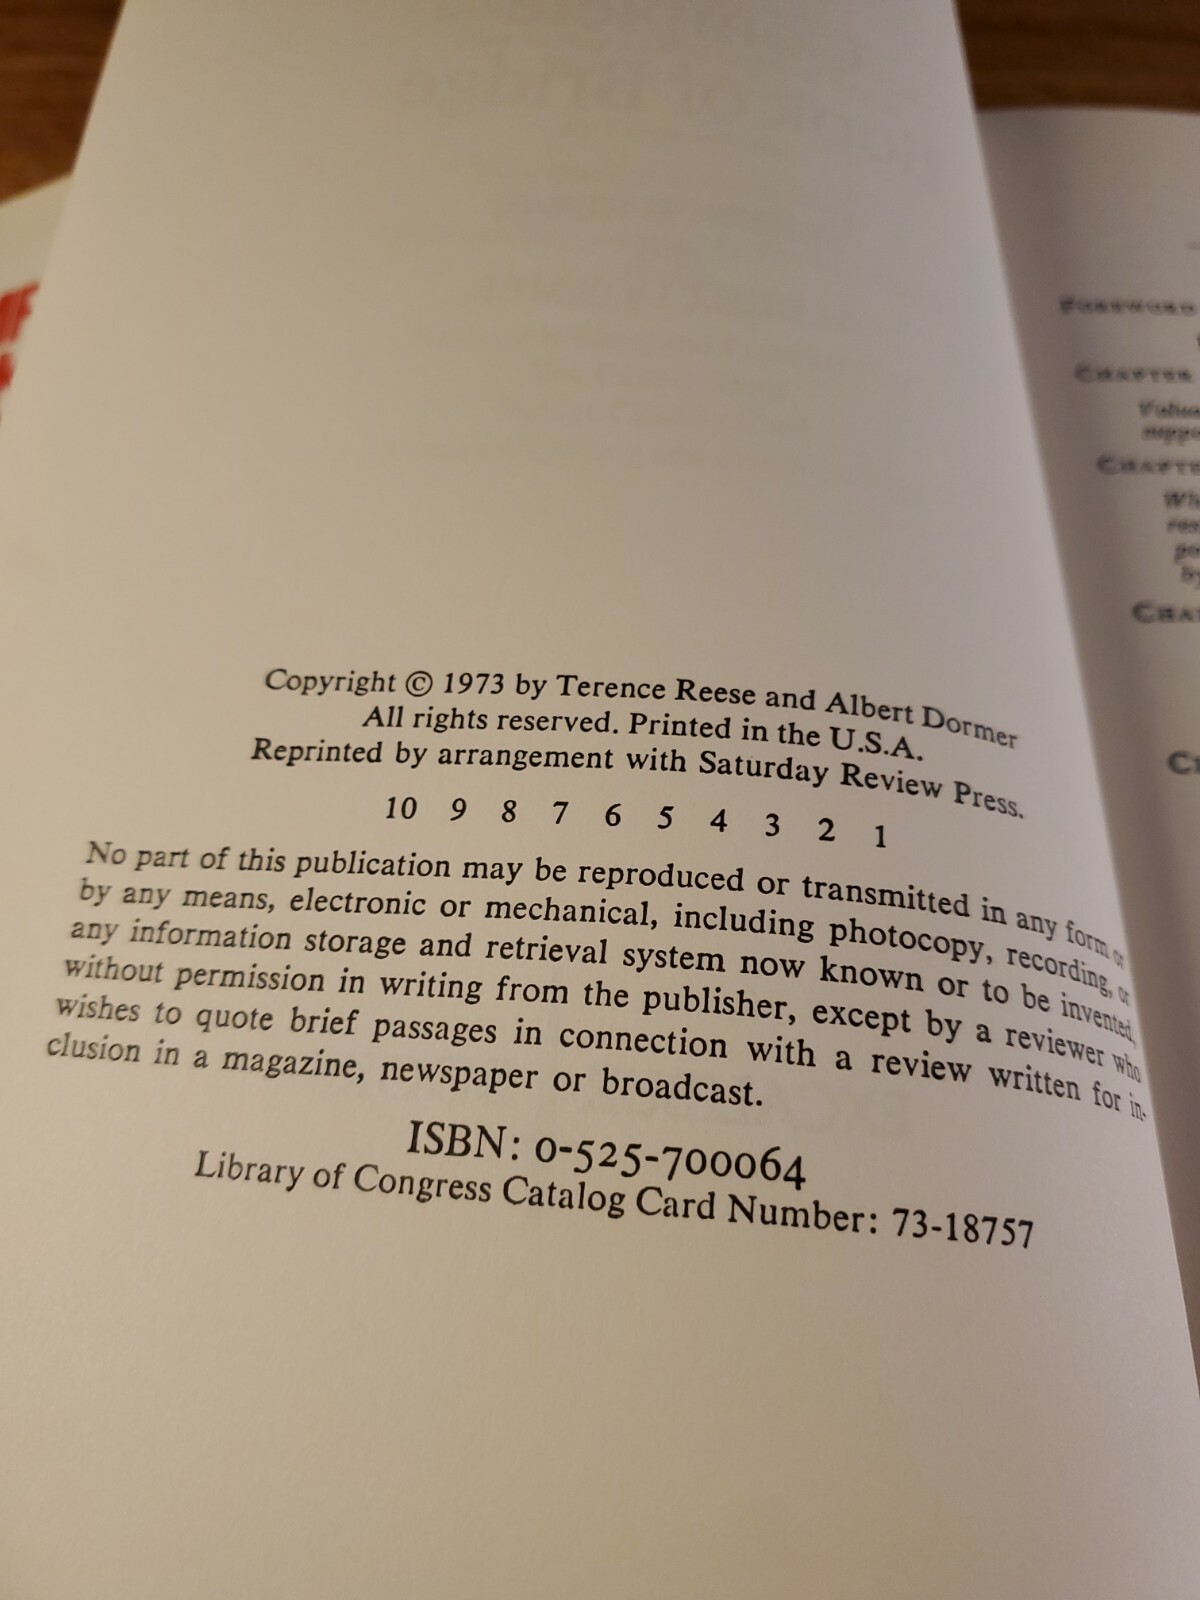 Copyright © 1973 by Terence Reese and Albert Dormer
All rights reserved. Printed in the U.S.A.
Reprinted by arrangement with Saturday Review Press.
10 9 8 7 6 5 4 3 2 1
No part of this publication may be reproduced or transmitted in any form or
by any means, electronic or mechanical, including photocopy, recording, or
any information storage and retrieval system now known or to be invented,
without permission in writing from the publisher, except by a reviewer who
wishes to quote brief passages in connection with a review written for in-
clusion in a magazine, newspaper or broadcast.
ISBN: 0-525-700064
Library of Congress Catalog Card Number: 73-18757
FOREWORD
CHAPTER